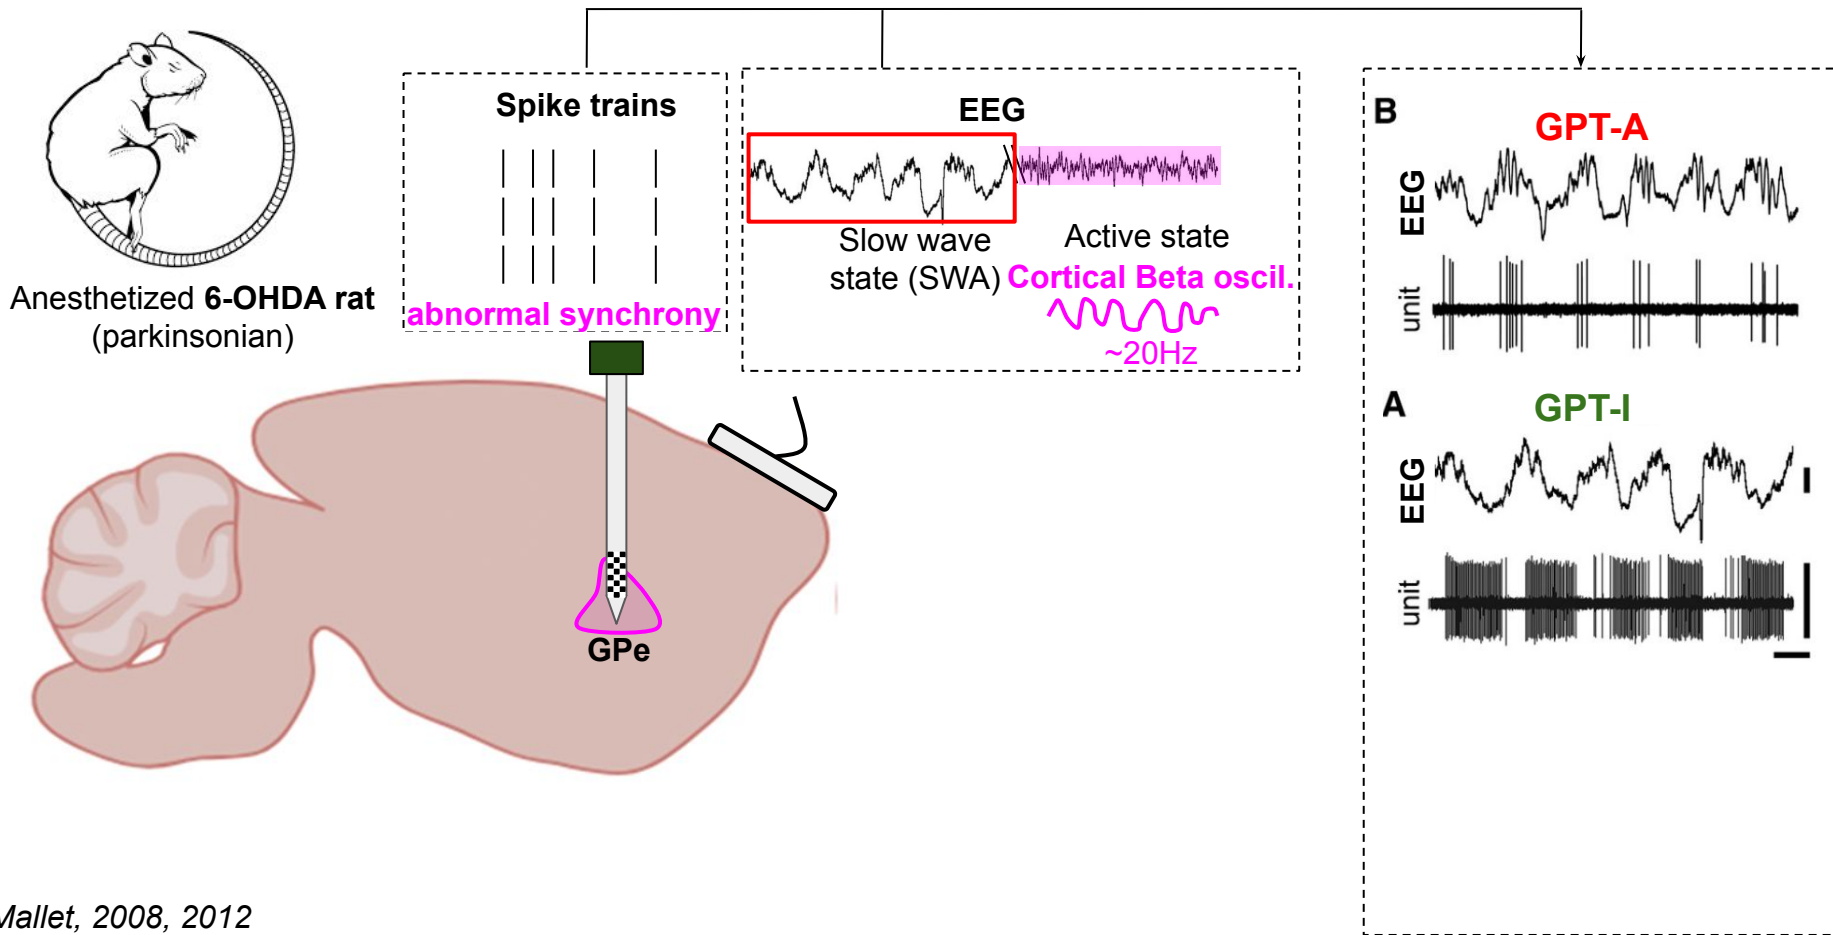 Anesthetized 6-OHDA rat
(parkinsonian)
Spike trains
abnormal synchrony
EEG
Slow wave
state (SWA)
Active state
Cortical Beta oscil.
~20Hz
GPe
B
GPT-A
EEG
unit
A
GPT-I
EEG
unit
Mallet, 2008, 2012